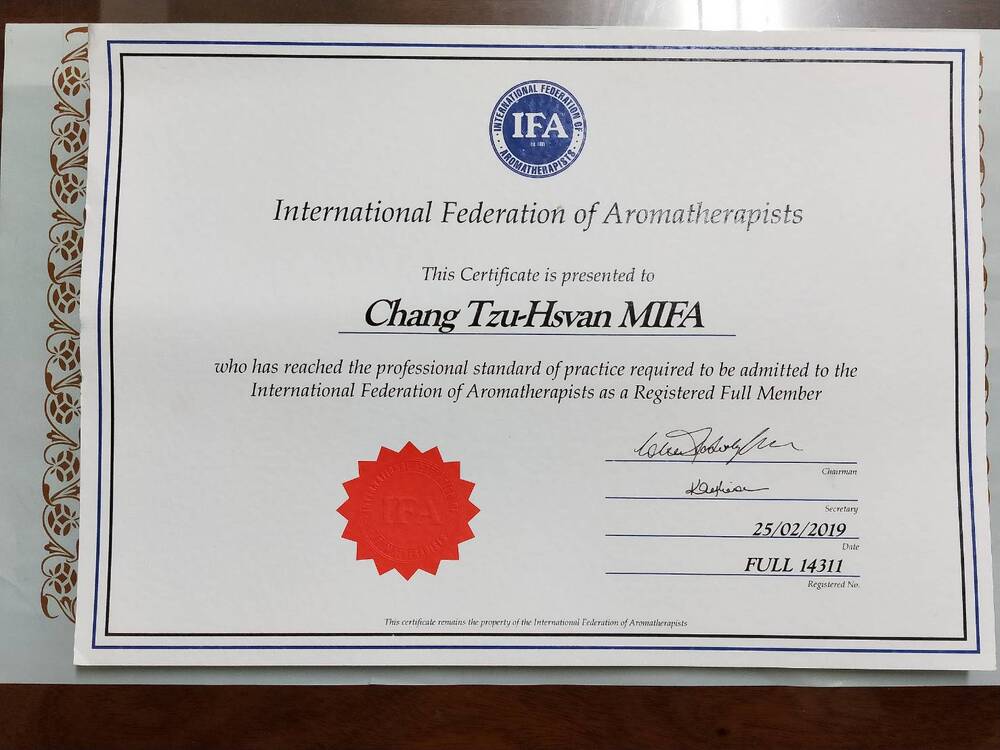 INTERNATIONAL FEDERATION OF
IFA
AROMATHERAPISTS
International Federation of Aromatherapists
This Certificate is presented to
Chang Tzu-Hsvan MIFA
who has reached the professional standard of practice required to be admitted to the
International Federation of Aromatherapists as a Registered Full Member
Chairman
Secretary
25/02/2019
Date
FULL 14311
Registered No.
IFA
This certificate remains the property of the International Federation of Aromatherapists